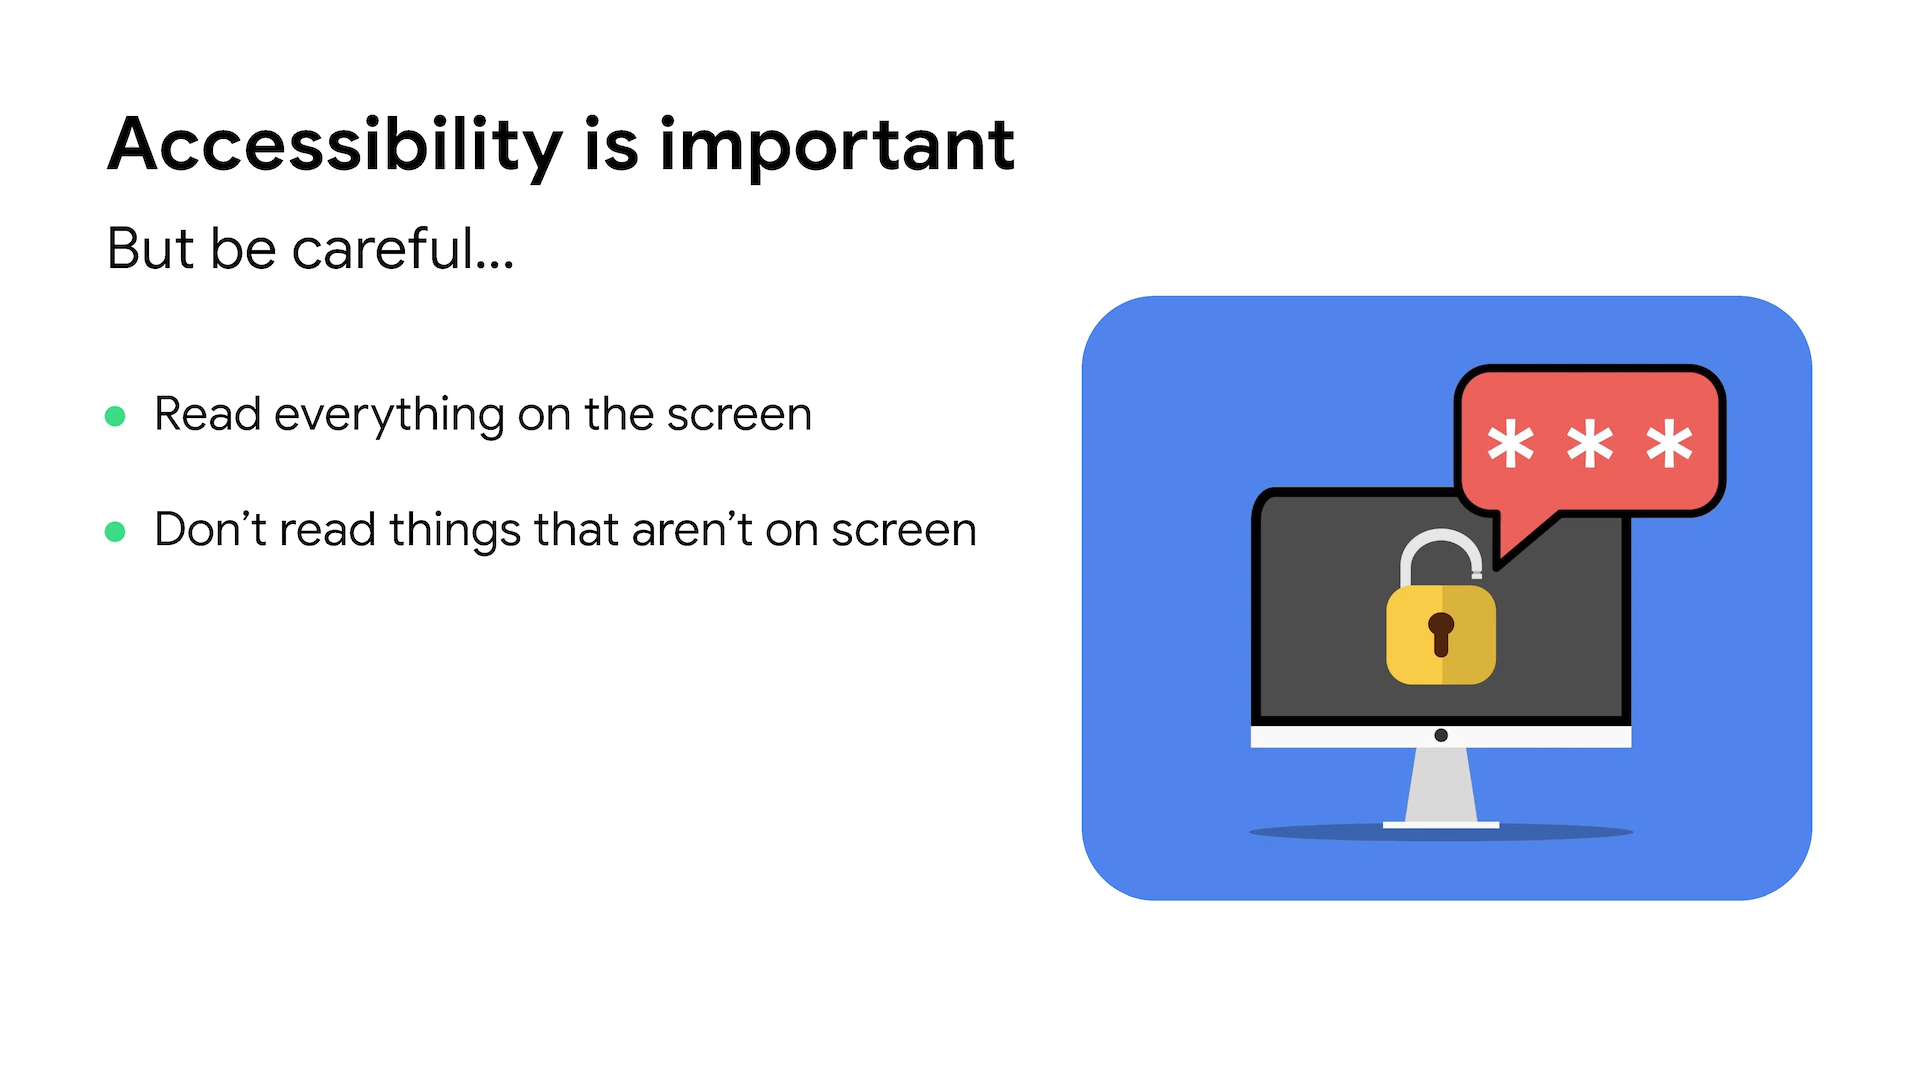 Accessibility is important
But be careful...
Read everything on the screen
Don’t read things that aren’t on screen
* * *